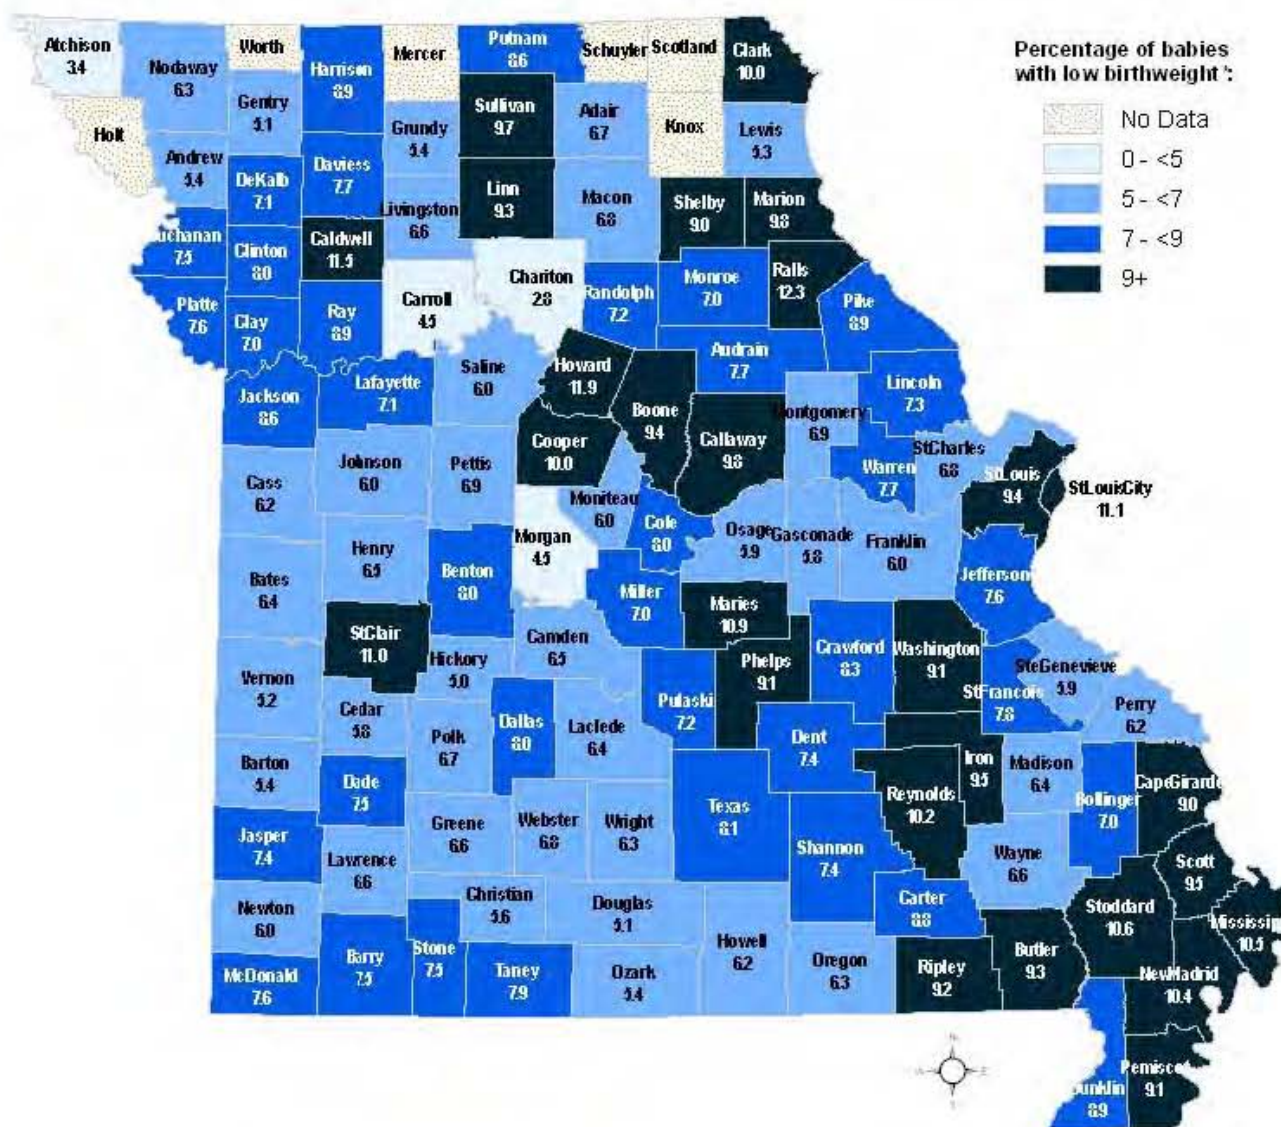 Percentage of babies
with low birthweight*:
No Data
0 - <5
5 - <7
7 - <9
9+
Atchison
3.4
Nodaway
6.3
Worth
Harrison
8.9
Mercer
Putnam
8.6
Schuyler
Scotland
Clark
10.0
Holt
Gentry
5.1
Grundy
5.4
Sullivan
9.7
Adair
6.7
Knox
Lewis
5.3
Andrew
5.4
DeKalb
7.1
Daviess
7.7
Livingston
6.6
Linn
9.3
Macon
6.8
Shelby
9.0
Marion
9.8
uchanan
7.5
Clinton
8.0
Caldwell
11.5
Carroll
4.5
Chariton
2.8
Randolph
7.2
Monroe
7.0
Ralls
12.3
Pike
8.9
Platte
7.6
Clay
7.0
Ray
8.9
Saline
6.0
Howard
11.9
Boone
9.4
Audrain
7.7
Lincoln
7.3
Jackson
8.6
Lafayette
7.1
Cooper
10.0
Callaway
9.8
Montgomery
6.9
Warren
7.7
StCharles
6.8
StLouis
9.4
StLouisCity
11.1
Cass
6.2
Johnson
6.0
Pettis
6.9
Moniteau
6.0
Cole
8.0
Osage
5.9
Gasconade
5.8
Franklin
6.0
Jefferson
7.6
Bates
6.4
Henry
6.5
Benton
8.0
Morgan
4.5
Miller
7.0
Maries
10.9
StClair
11.0
Hickory
5.0
Camden
6.5
Pulaski
7.2
Phelps
9.1
Crawford
8.3
Washington
9.1
StFrancois
7.8
SteGenevieve
5.9
Perry
6.2
Vernon
5.2
Cedar
5.8
Polk
6.7
Dallas
8.0
Laclede
6.4
Dent
7.4
Iron
9.5
Madison
6.4
Bollinger
7.0
CapeGirarde
9.0
Barton
5.4
Dade
7.5
Greene
6.6
Webster
6.8
Wright
6.3
Texas
8.1
Shannon
7.4
Reynolds
10.2
Wayne
6.6
Scott
9.5
Jasper
7.4
Lawrence
6.6
Christian
5.6
Douglas
5.1
Howell
6.2
Carter
8.8
Stoddard
10.6
Mississip
10.5
Newton
6.0
Barry
7.5
Stone
7.5
Taney
7.9
Ozark
5.4
Oregon
6.3
Ripley
9.2
Butler
9.3
NewMadrid
10.4
McDonald
7.6
unklin
8.9
Pemiscot
9.1